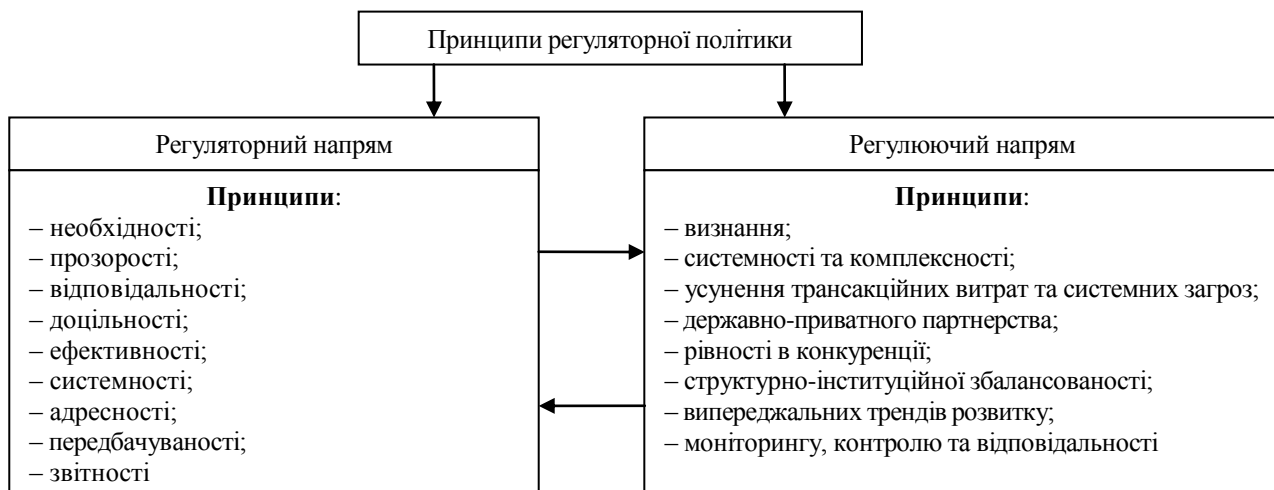 Принципи регуляторної політики
Регуляторний напрям
Принципи:
– необхідності;
– прозорості;
– відповідальності;
– доцільності;
– ефективності;
– системності;
– адресності;
– передбачуваності;
– звітності
Регулюючий напрям
Принципи:
– визнання;
– системності та комплексності;
– усунення трансакційних витрат та системних загроз;
– державно-приватного партнерства;
– рівності в конкуренції;
– структурно-інституційної збалансованості;
– випереджальних трендів розвитку;
– моніторингу, контролю та відповідальності